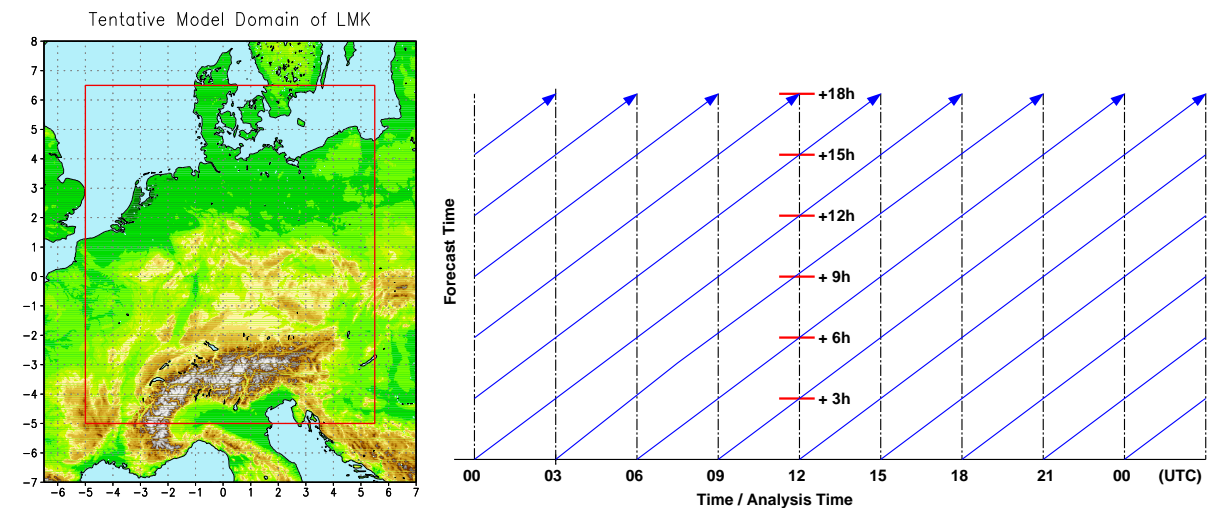 Tentative Model Domain of LMK
8
7
6
5
4
3
2
1
0
−1
−2
−3
−4
−5
−6
−7
−6 −5 −4 −3 −2 −1 0 1 2 3 4 5 6 7
Forecast Time
+18h
+15h
+12h
+ 9h
+ 6h
+ 3h
00 03 06 09 12 15 18 21 00 (UTC)
Time / Analysis Time